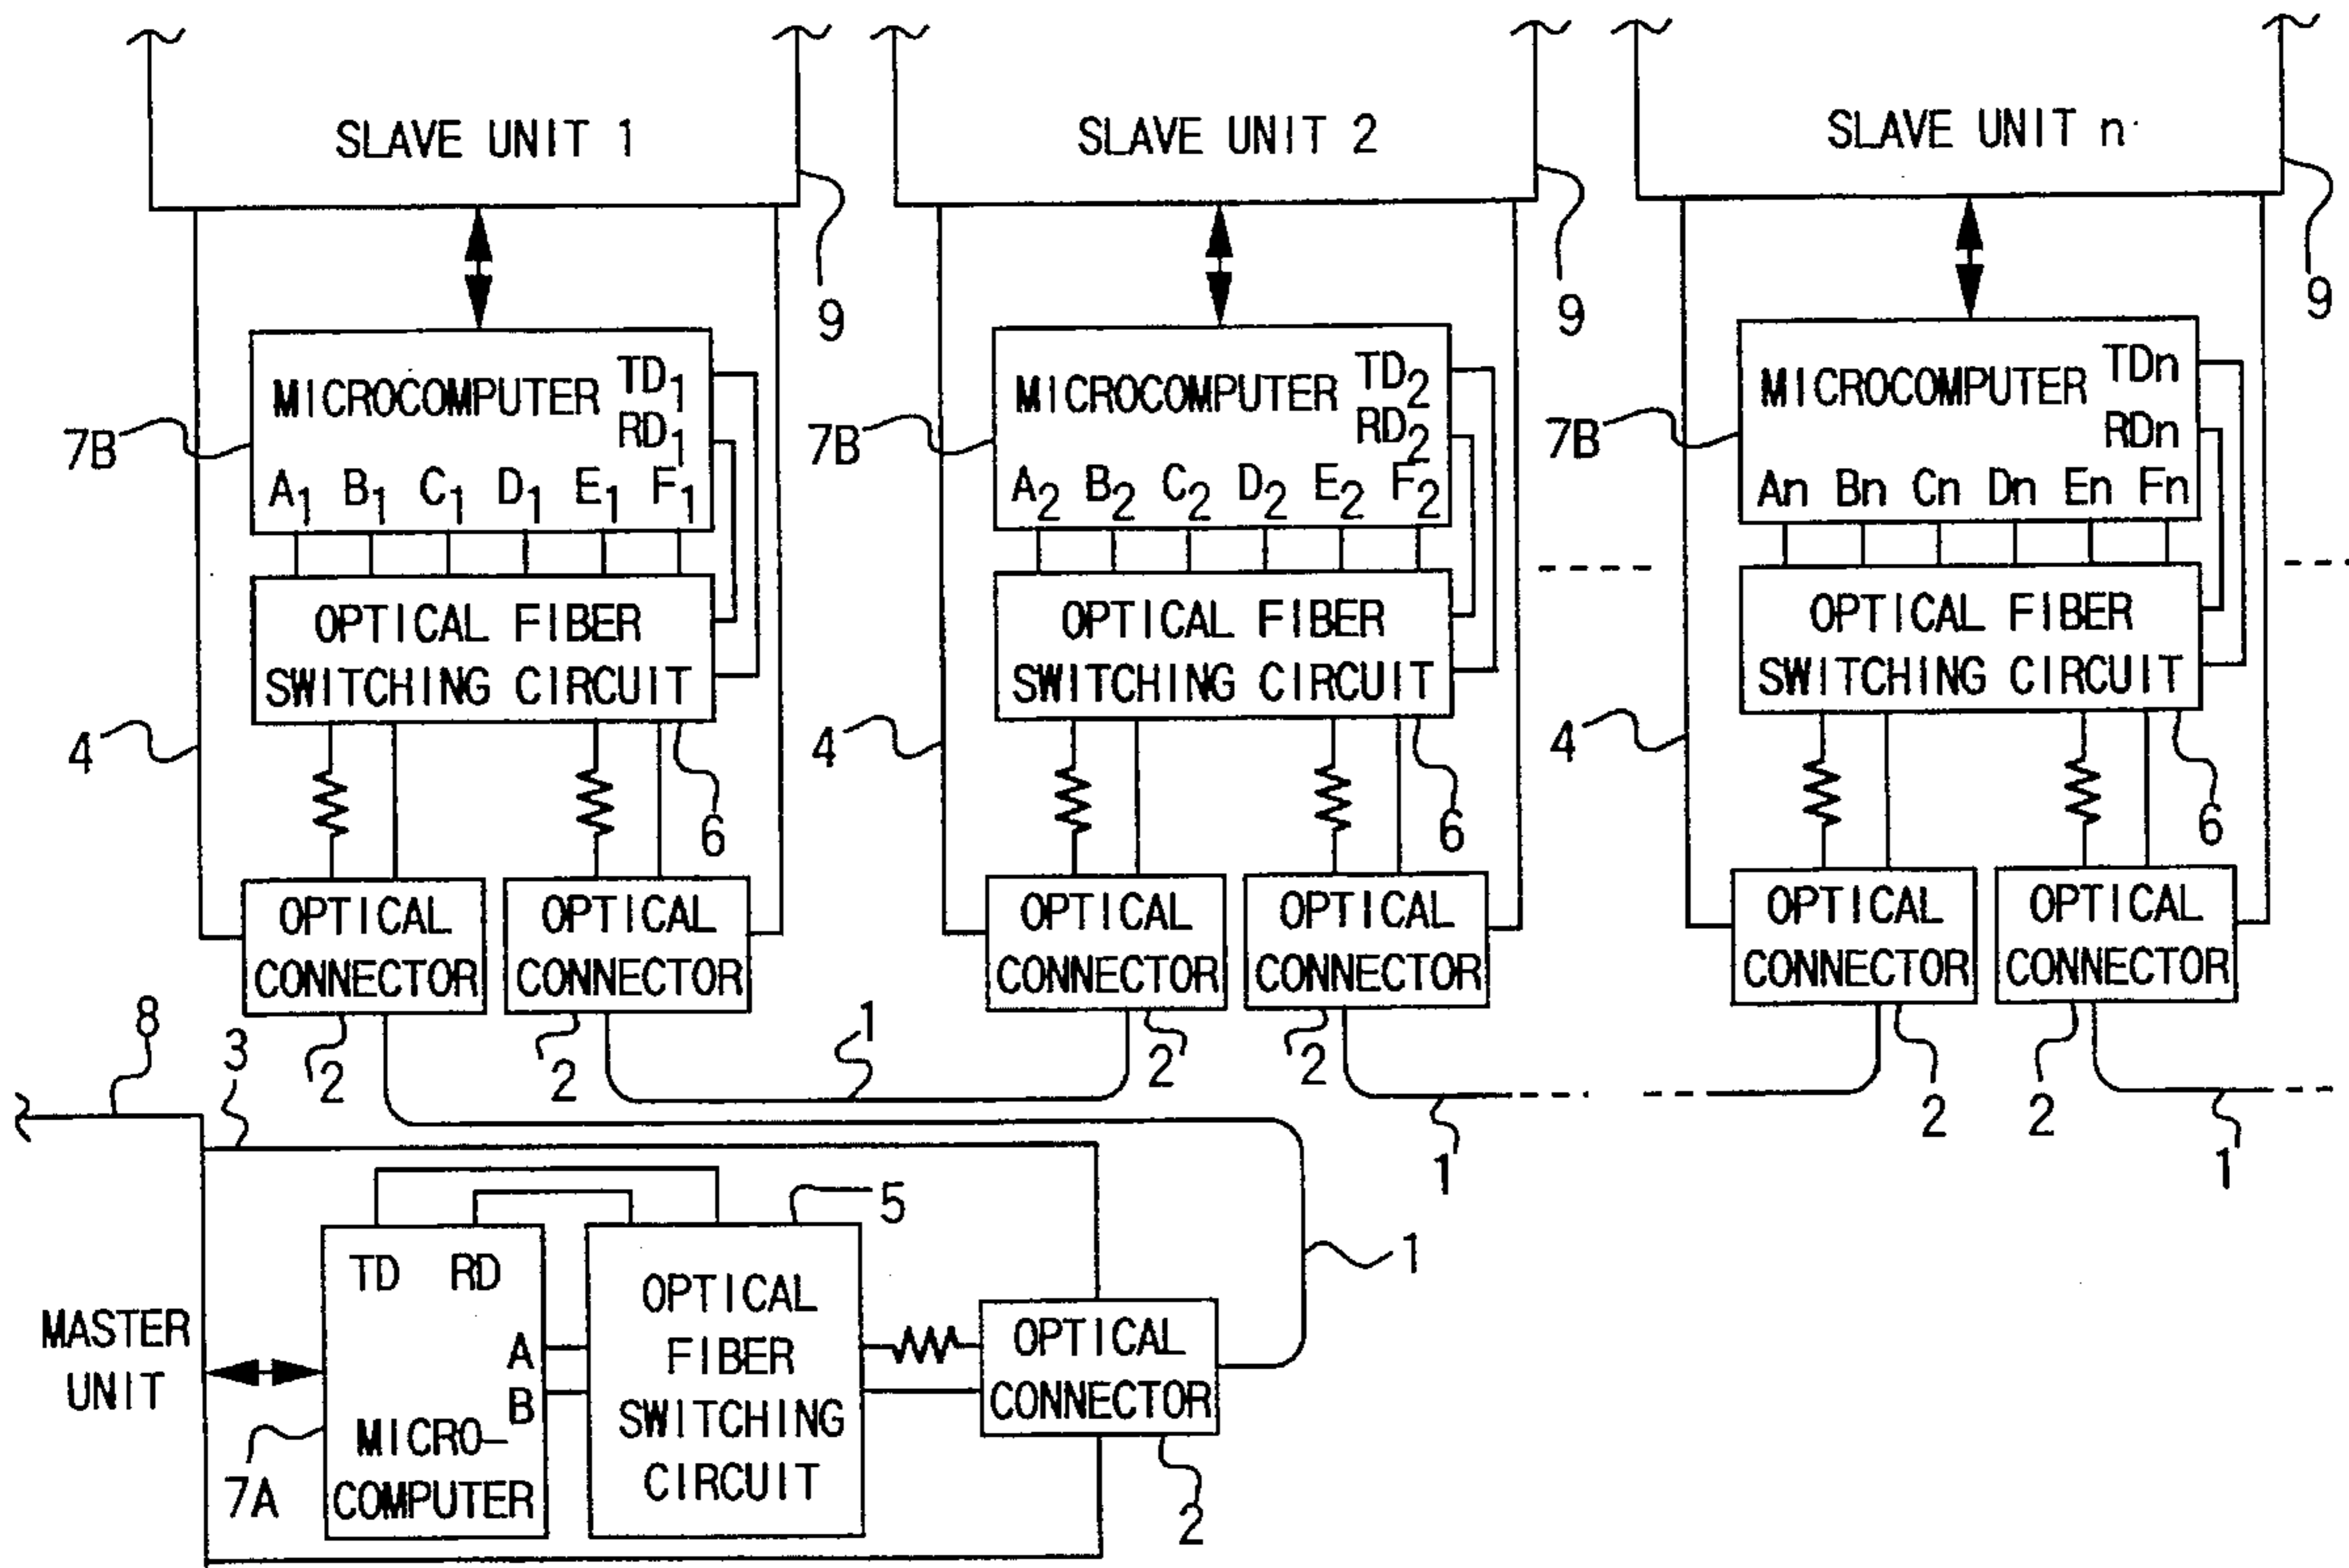 SLAVE UNIT 1
SLAVE UNIT 2
SLAVE UNIT n
9
9
9
MICROCOMPUTER
TD1
RD1
A1 B1 C1 D1 E1 F1
7B
MICROCOMPUTER
TD2
RD2
A2 B2 C2 D2 E2 F2
7B
MICROCOMPUTER
TDn
RDn
An Bn Cn Dn En Fn
7B
OPTICAL FIBER
SWITCHING CIRCUIT
OPTICAL FIBER
SWITCHING CIRCUIT
OPTICAL FIBER
SWITCHING CIRCUIT
4
6
4
6
4
6
OPTICAL
CONNECTOR
OPTICAL
CONNECTOR
OPTICAL
CONNECTOR
OPTICAL
CONNECTOR
OPTICAL
CONNECTOR
OPTICAL
CONNECTOR
8
3
2
2
1
2
2
1
2
2
1
MASTER
UNIT
TD RD
A
B
MICRO-
COMPUTER
7A
5
OPTICAL
FIBER
SWITCHING
CIRCUIT
OPTICAL
CONNECTOR
1
2